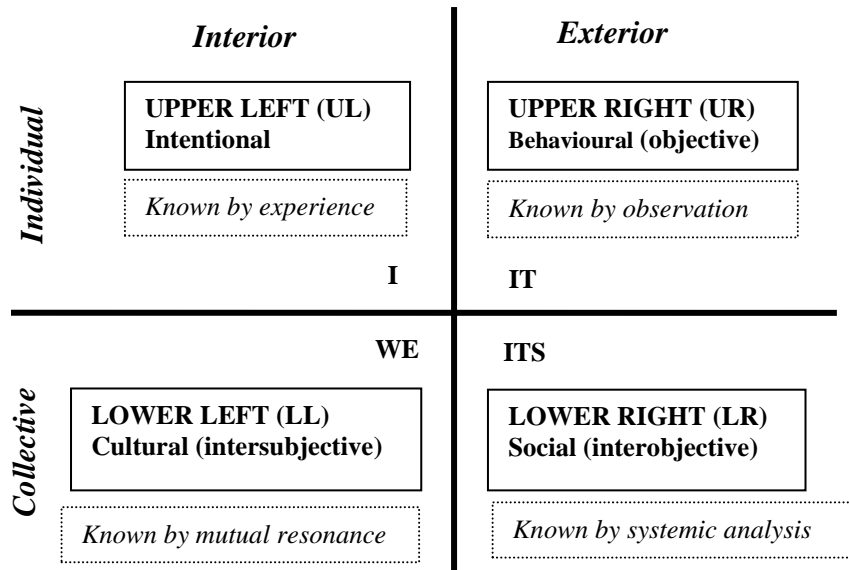 Interior
Exterior
Individual
UPPER LEFT (UL)
Intentional
Known by experience
I
UPPER RIGHT (UR)
Behavioural (objective)
Known by observation
IT
Collective
WE
LOWER LEFT (LL)
Cultural (intersubjective)
Known by mutual resonance
ITS
LOWER RIGHT (LR)
Social (interobjective)
Known by systemic analysis